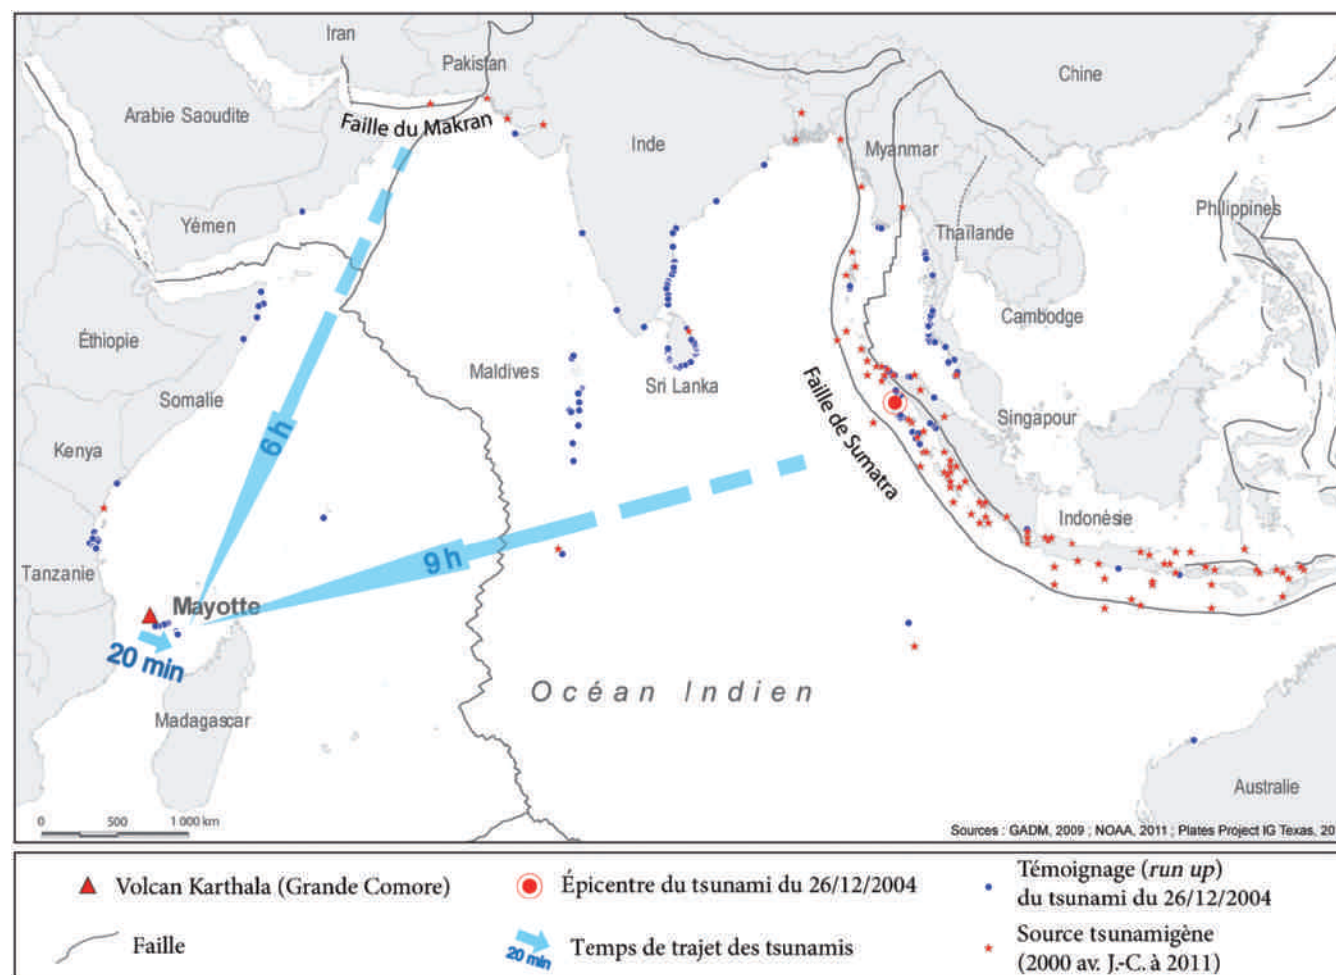 Iran
Pakistan
Chine
Arabie Saoudite
Faille du Makran
Inde
Myanmar
Yémen
Thaïlande
Philippines
Éthiopie
Cambodge
Somalie
Maldives
Sri Lanka
Faille de Sumatra
Singapour
Kenya
6 h
Indonésie
9 h
Tanzanie
Mayotte
20 min
Océan Indien
Madagascar
Australie
0 500 1 000 km
Sources : GADM, 2009 ; NOAA, 2011 ; Plates Project IG Texas, 20
Volcan Karthala (Grande Comore)
Épicentre du tsunami du 26/12/2004
Témoignage (run up)
du tsunami du 26/12/2004
Faille
20 min
Temps de trajet des tsunamis
Source tsunamigène
(2000 av. J.-C. à 2011)